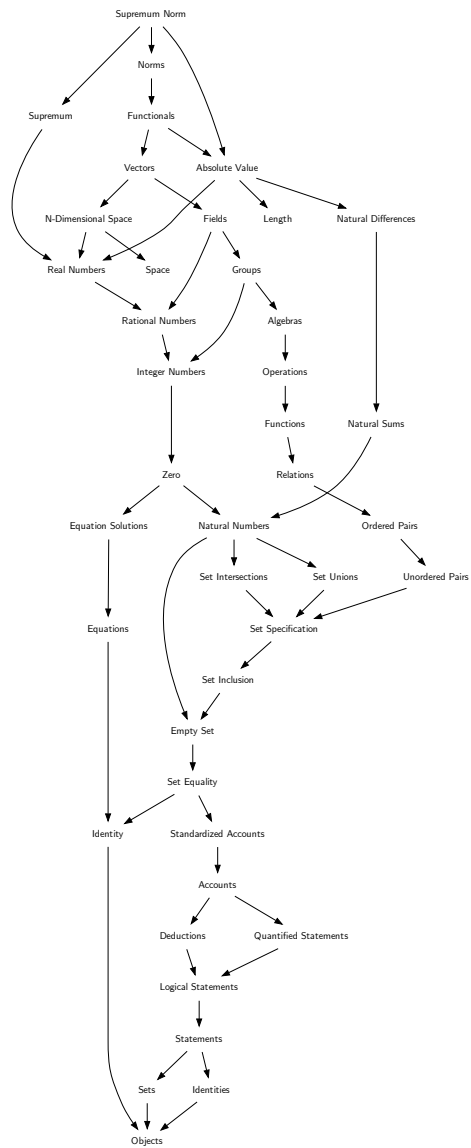 Supremum Norm
Norms
Supremum
Functionals
Vectors
Absolute Value
N-Dimensional Space
Fields
Length
Natural Differences
Real Numbers
Space
Groups
Rational Numbers
Algebras
Integer Numbers
Operations
Functions
Natural Sums
Zero
Relations
Equation Solutions
Natural Numbers
Ordered Pairs
Set Intersections
Set Unions
Unordered Pairs
Equations
Set Specification
Set Inclusion
Empty Set
Set Equality
Identity
Standardized Accounts
Accounts
Deductions
Quantified Statements
Logical Statements
Statements
Sets
Identities
Objects